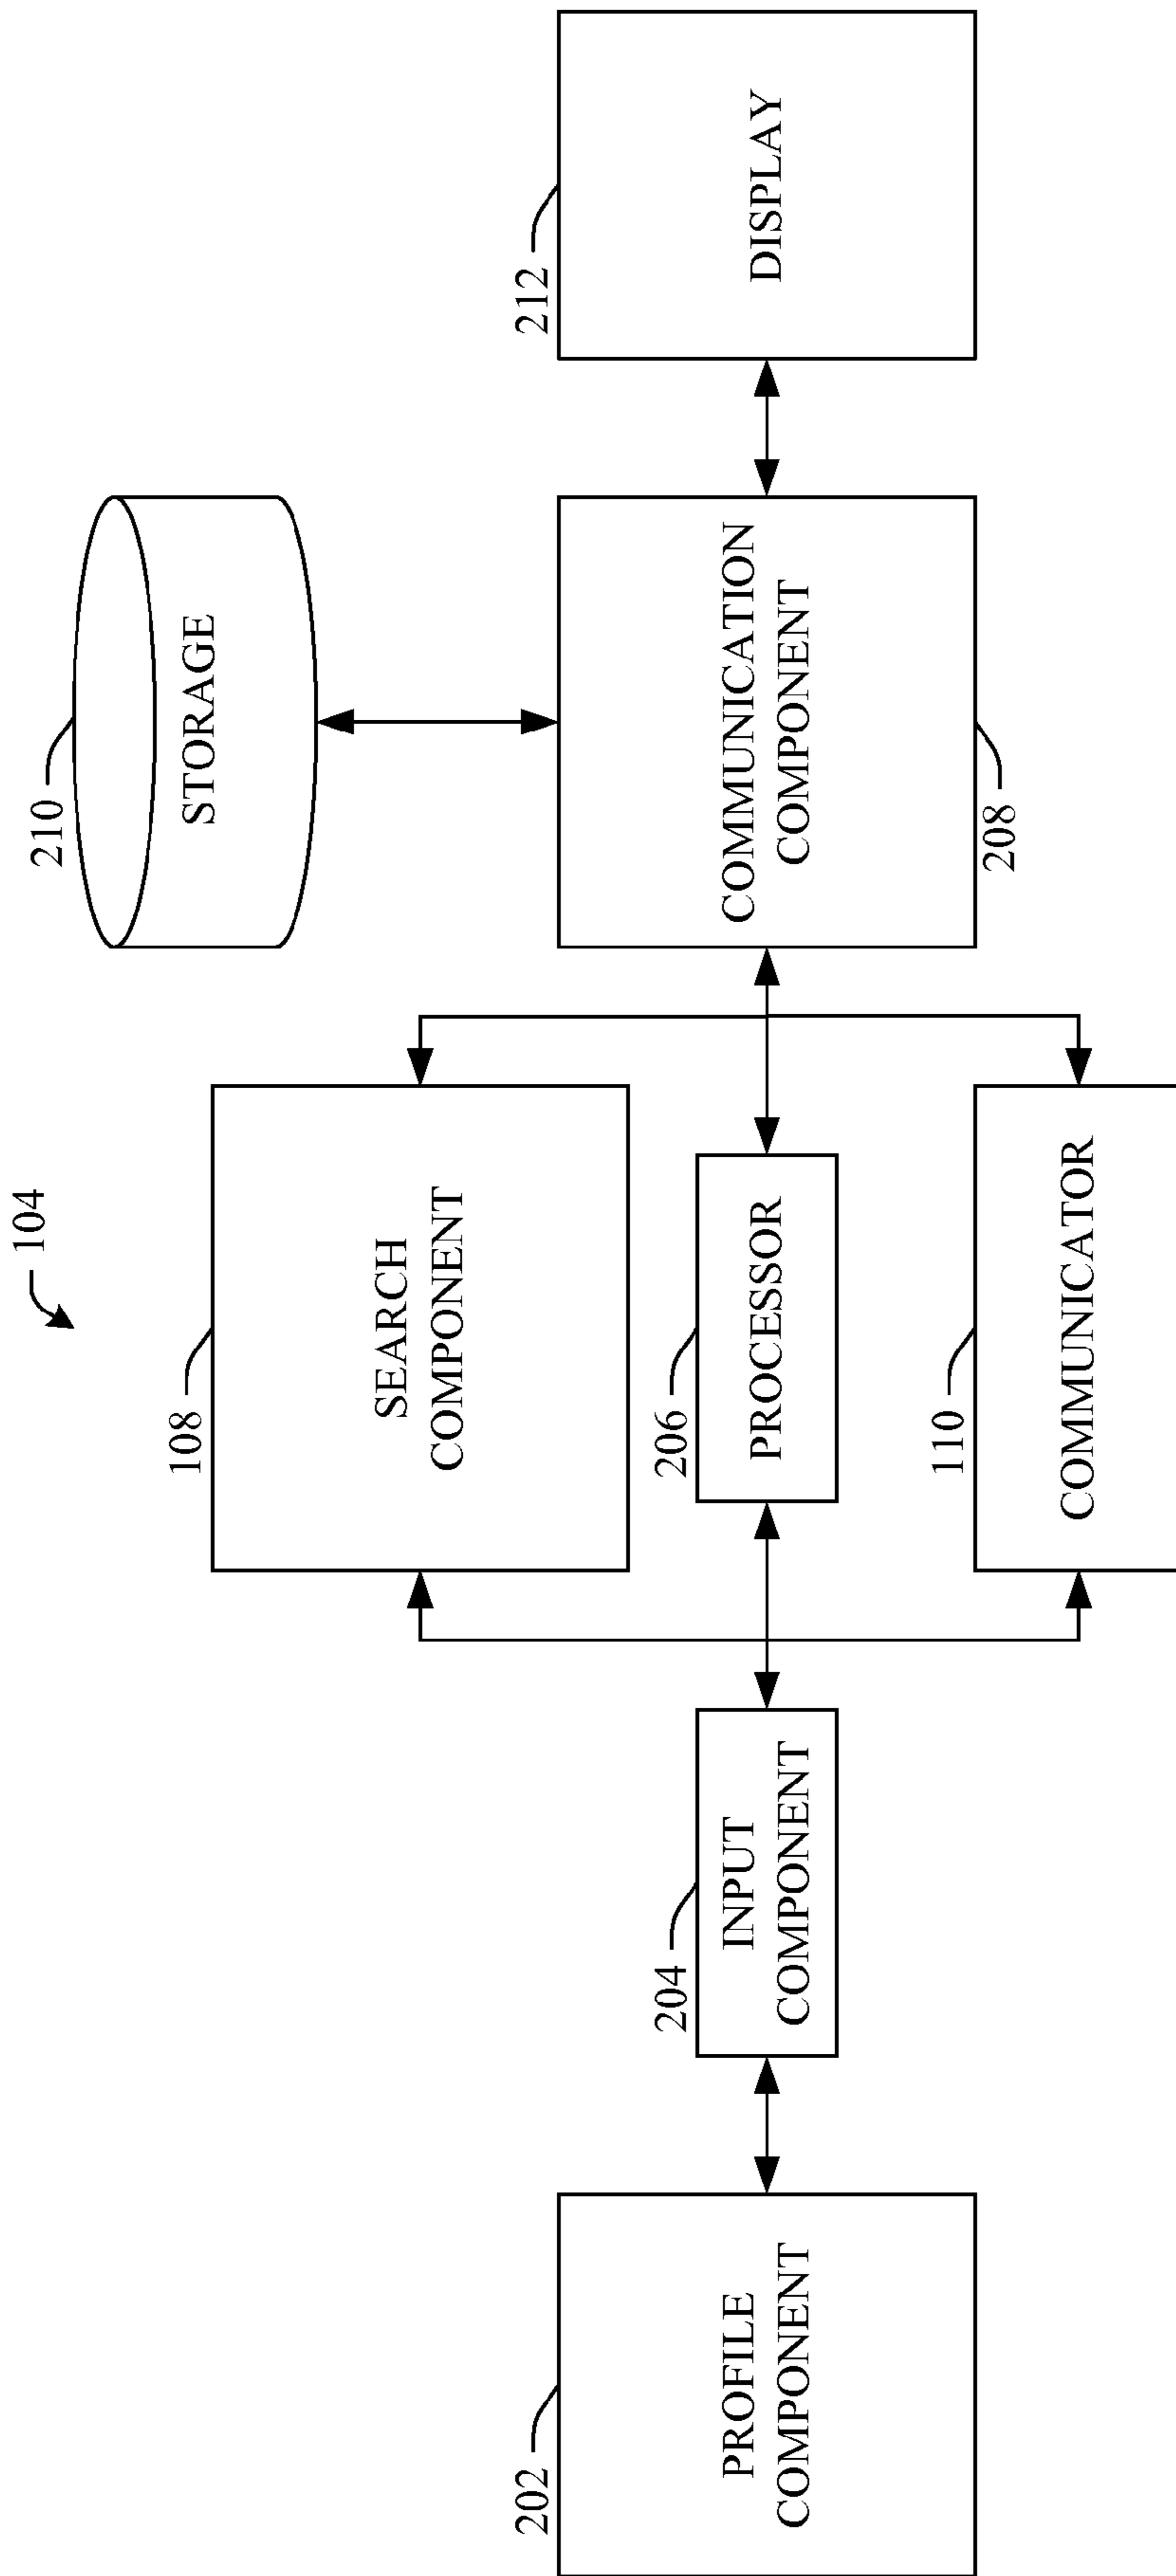 104
210
STORAGE
108
SEARCH
COMPONENT
202
PROFILE
COMPONENT
204
INPUT
COMPONENT
206
PROCESSOR
COMMUNICATION
COMPONENT
208
212
DISPLAY
110
COMMUNICATOR